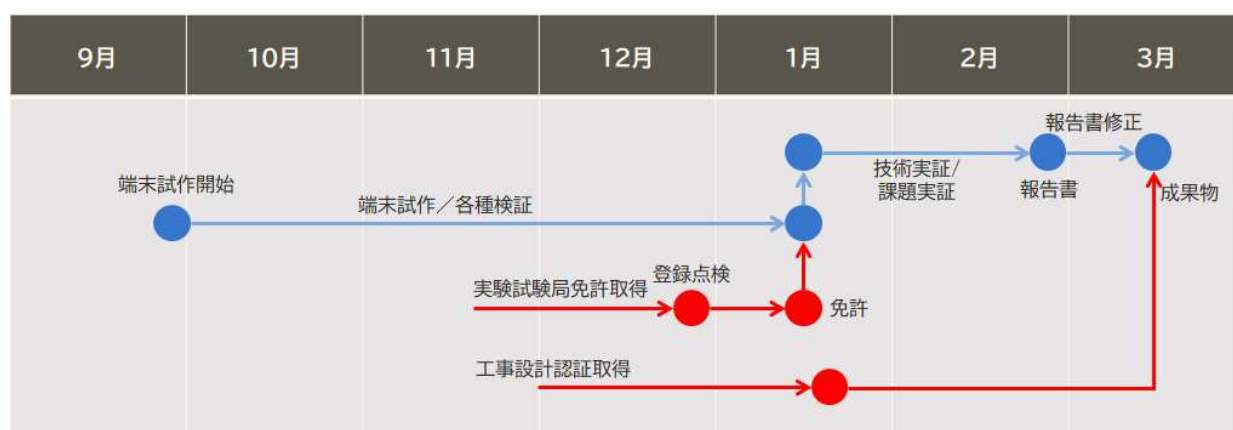 9月
10月
11月
12月
1月
2月
3月
報告書修正
端末試作開始
技術実証/
課題実証
報告書
成果物
端末試作／各種検証
登録点検
実験試験局免許取得
免許
工事設計認証取得